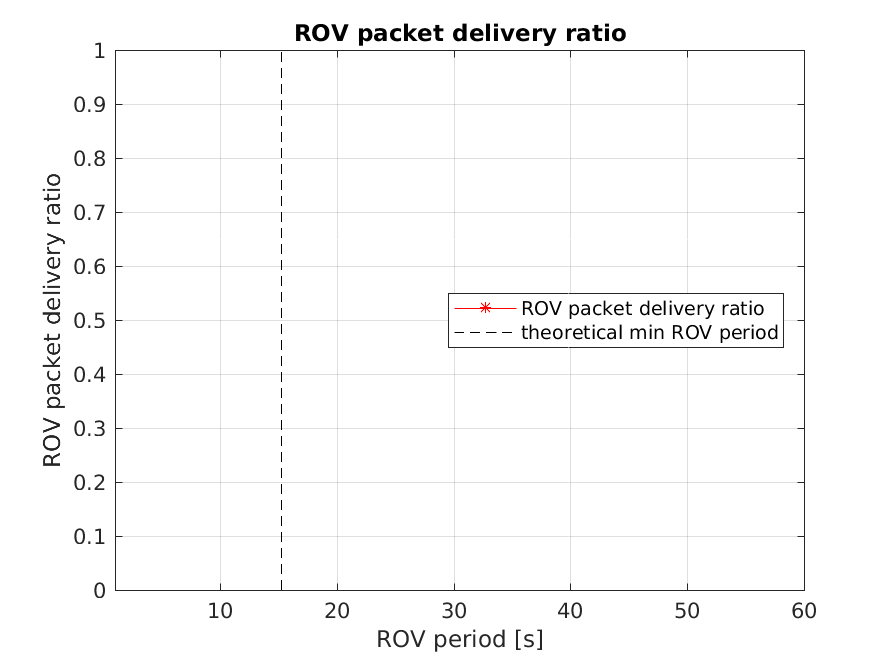 ROV packet delivery ratio
1
0.9
0.8
0.7
0.6
0.5
0.4
0.3
0.2
0.1
0
ROV packet delivery ratio
ROV packet delivery ratio
theoretical min ROV period
10 20 30 40 50 60
ROV period [s]